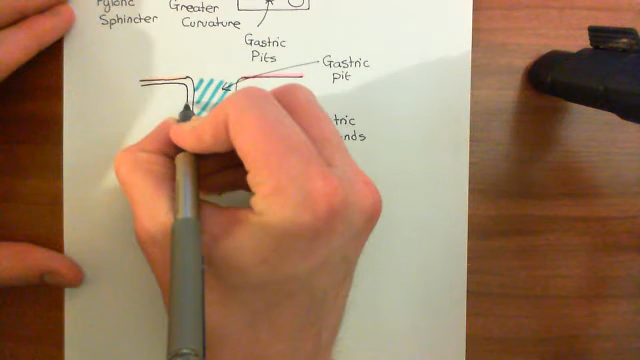 Pyloric
Sphincter
Greater
Curvature
Gastric
Pits
Gastric
pit